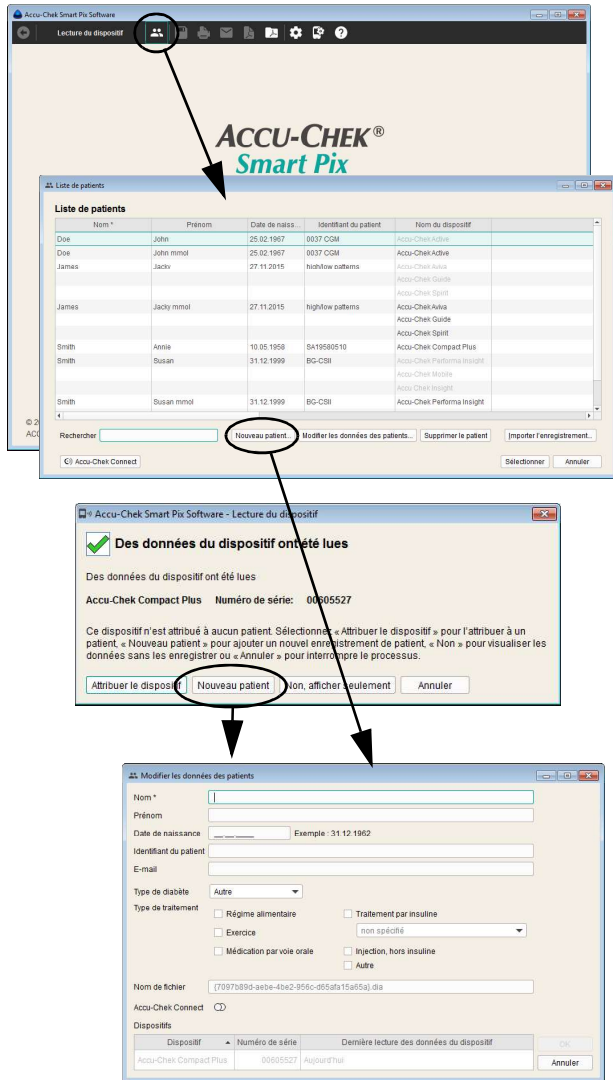 Accu-Chek Smart Pix Software
Lecture du dispositif
ACCU-CHEK®
Smart Pix
Liste de patients
Liste de patients
Nom * Prénom Date de naiss... Identifiant du patient Nom du dispositif
Doe John 25.02.1967 0037 CGM Accu-Chek Active
Doe John mmol 25.02.1967 0037 CGM Accu-Chek Active
James Jacky 27.11.2015 high/low patterns Accu-Chek Aviva
Accu-Chek Guide
Accu-Chek Spirit
James Jacky mmol 27.11.2015 high/low patterns Accu-Chek Aviva
Accu-Chek Guide
Accu-Chek Spirit
Smith Annie 10.05.1958 SA19580510 Accu-Chek Compact Plus
Smith Susan 31.12.1999 BG-CSII Accu-Chek Performa Insight
Accu-Chek Mobile
Accu-Chek Insight
Smith Susan mmol 31.12.1999 BG-CSII Accu-Chek Performa Insight
© 2
ACC
Rechercher Nouveau patient... Modifier les données des patients... Supprimer le patient Importer l'enregistrement...
Accu-Chek Connect Sélectionner Annuler
Accu-Chek Smart Pix Software - Lecture du dispositif
Des données du dispositif ont été lues
Des données du dispositif ont été lues
Accu-Chek Compact Plus Numéro de série: 00605527
Ce dispositif n'est attribué à aucun patient. Sélectionnez « Attribuer le dispositif » pour l'attribuer à un
patient, « Nouveau patient » pour ajouter un nouvel enregistrement de patient, « Non » pour visualiser les
données sans les enregistrer ou « Annuler » pour interrompre le processus.
Attribuer le dispositif Nouveau patient Non, afficher seulement Annuler
Modifier les données des patients
Nom *
Prénom
Date de naissance __.__.____ Exemple : 31.12.1962
Identifiant du patient
E-mail
Type de diabète Autre
Type de traitement
Régime alimentaire Traitement par insuline
Exercice non spécifié
Médication par voie orale Injection, hors insuline
Autre
Nom de fichier {7097b89d-aebe-4be2-956c-d65afa15a65a}.dia
Accu-Chek Connect
Dispositifs
Dispositif Numéro de série Dernière lecture des données du dispositif OK
Accu-Chek Compact Plus 00605527 Aujourd'hui Annuler